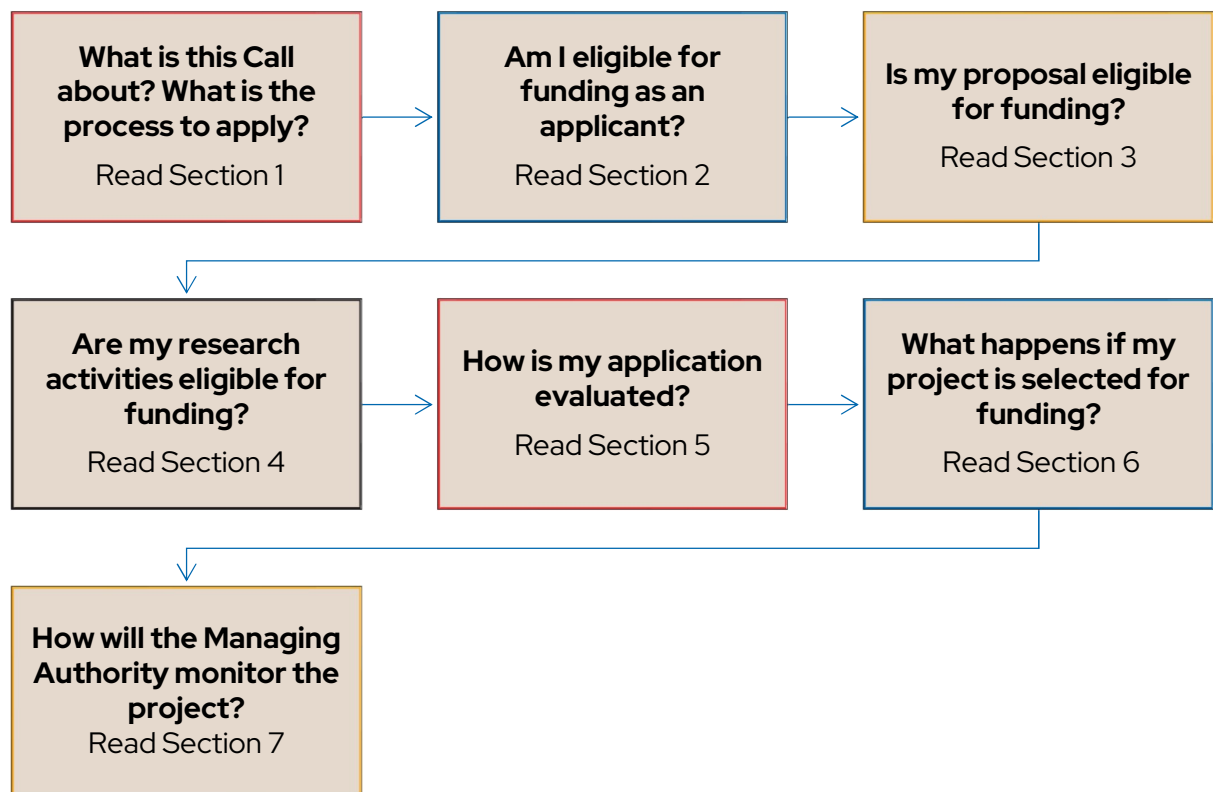 What is this Call
about? What is the
process to apply?
Read Section 1
Am I eligible for
funding as an
applicant?
Read Section 2
Is my proposal eligible
for funding?
Read Section 3
Are my research
activities eligible for
funding?
Read Section 4
How is my application
evaluated?
Read Section 5
What happens if my
project is selected for
funding?
Read Section 6
How will the Managing
Authority monitor the
project?
Read Section 7